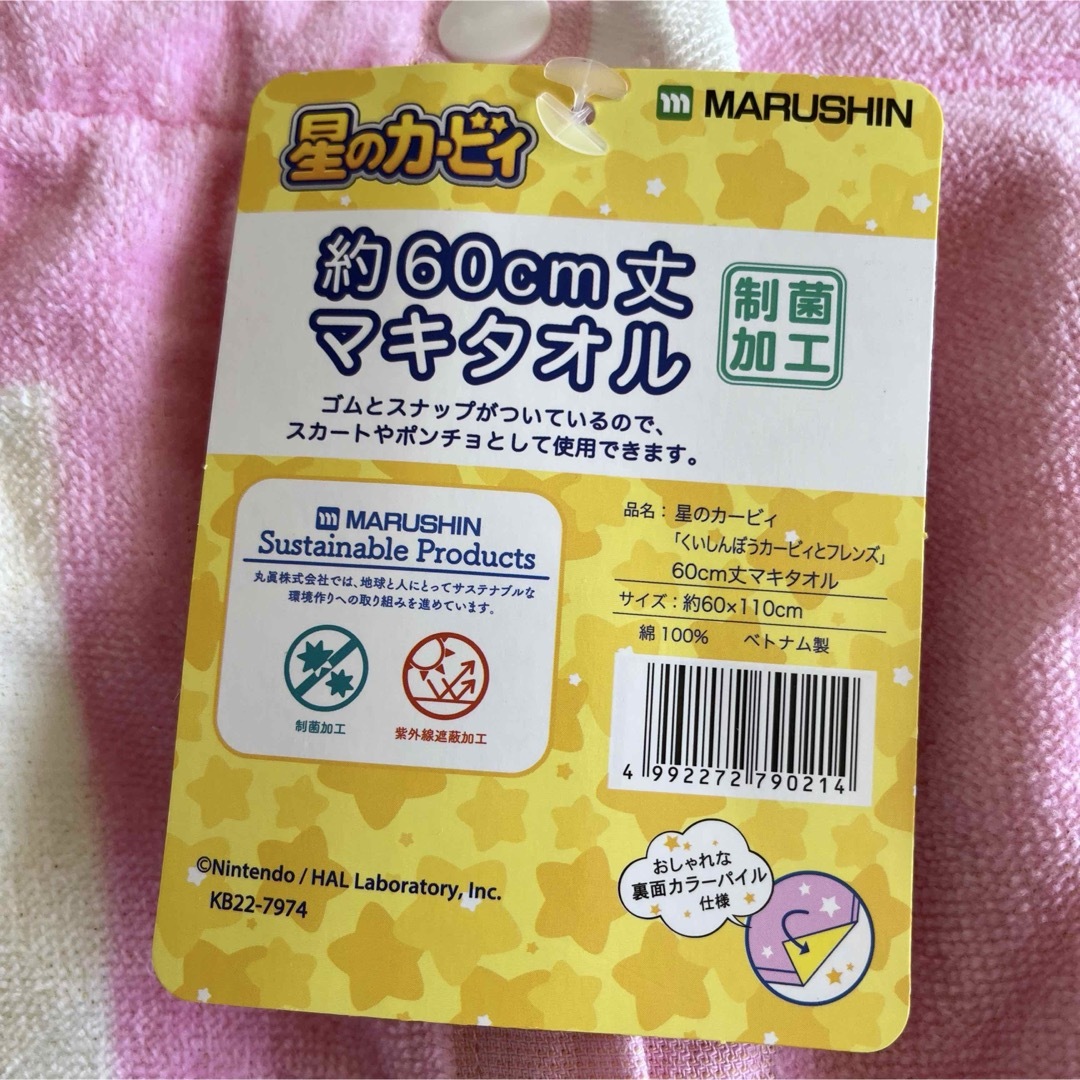 星のカービィ
MARUSHIN
約60cm丈
マキタオル
制菌
加工
ゴムとスナップがついているので、
スカートやポンチョとして使用できます。
MARUSHIN
Sustainable Products
丸眞株式会社では、地球と人にとってサステナブルな
環境作りへの取り組みを進めています。
制菌加工
紫外線遮蔽加工
品名：星のカービィ
「くいしんぼうカービィとフレンズ」
60cm丈マキタオル
サイズ：約60×110cm
綿100% ベトナム製
4 992272 790214
©Nintendo / HAL Laboratory, Inc.
KB22-7974
おしゃれな
裏面カラーパイル
仕様